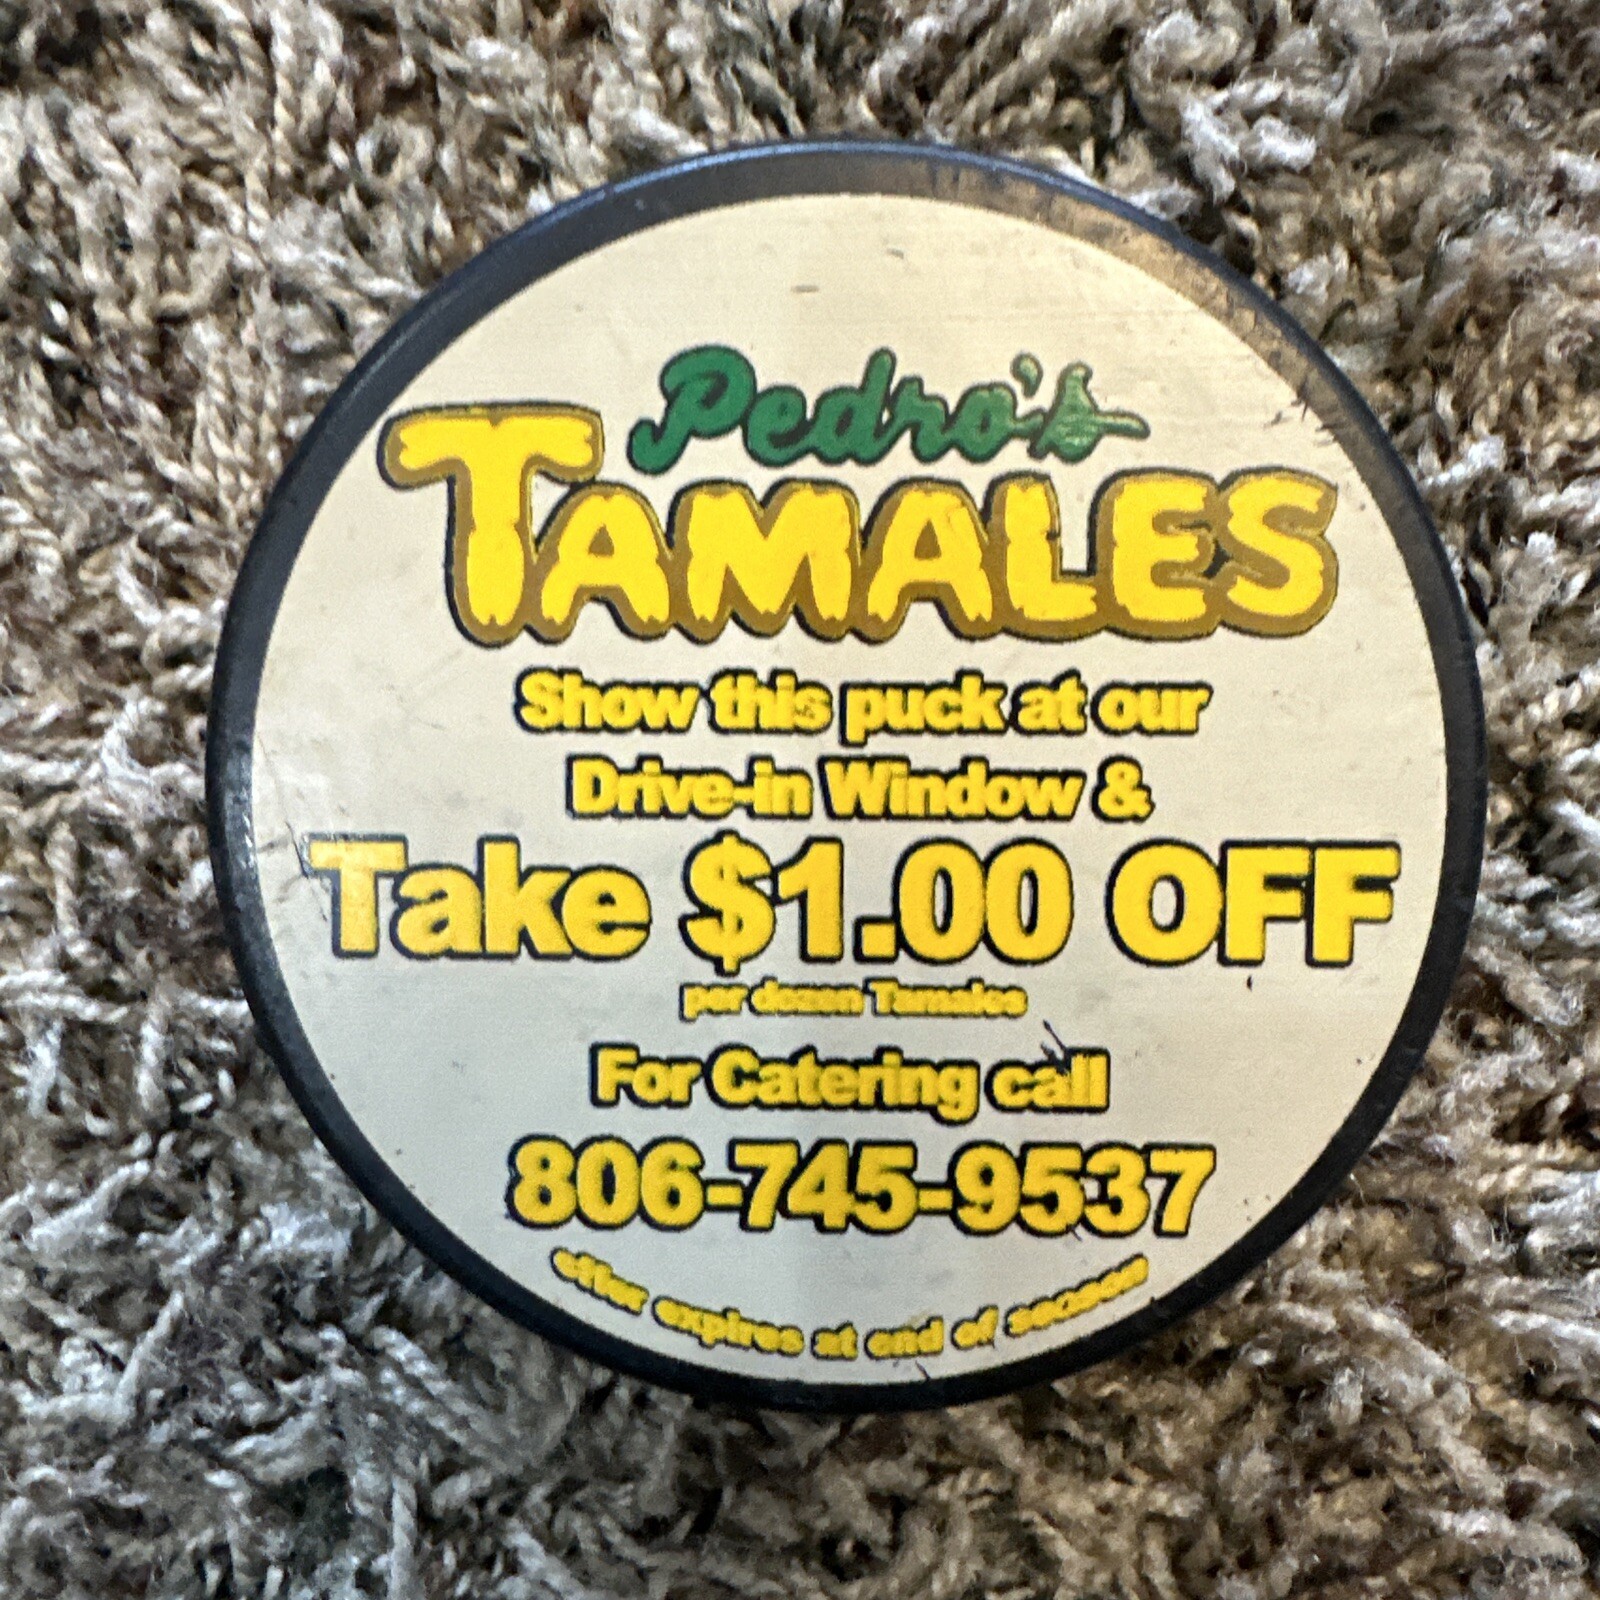 Pedro's
TAMALES
Show this puck at our
Drive-in Window &
Take $1.00 OFF
per dozen Tamales
For Catering call
806-745-9537
offer expires at end of season